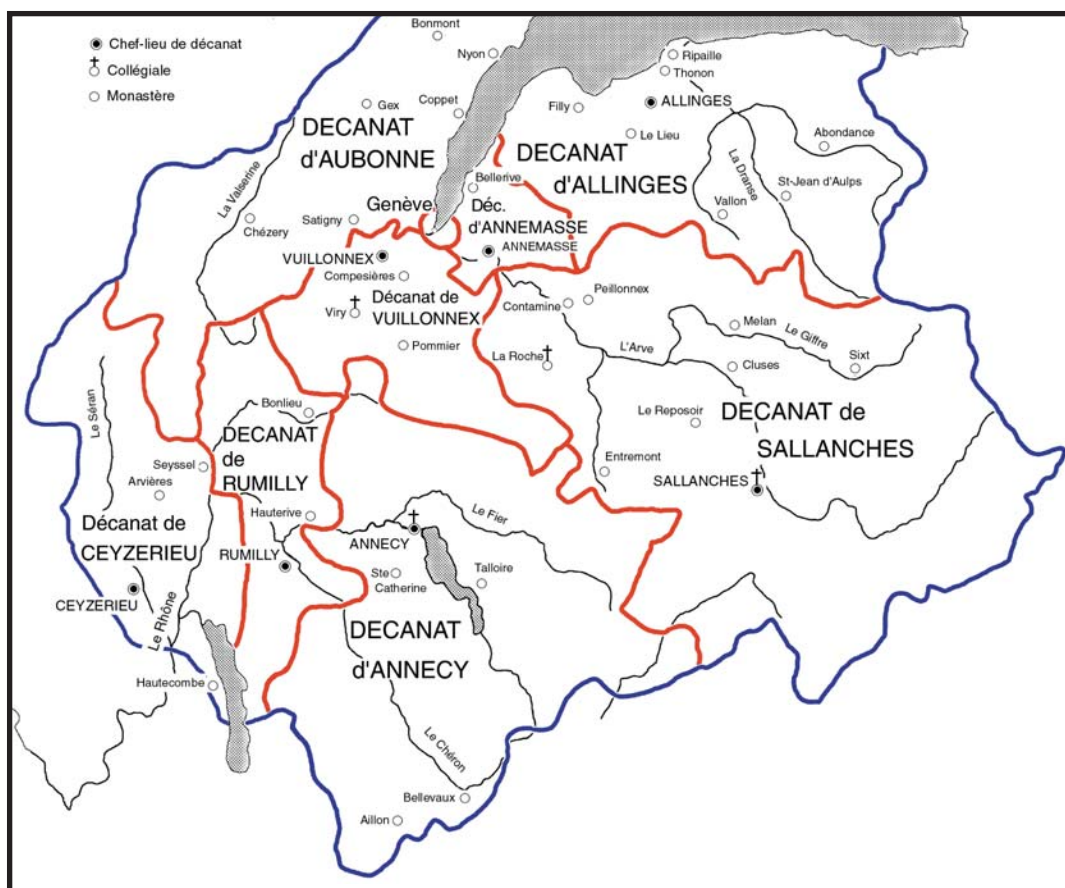 Chef-lieu de décanat
Collégiale
Monastère
Bonmont
Nyon
Ripaille
Thonon
Gex
Coppet
Filly
ALLINGES
DECANAT
d'AUBONNE
Le Lieu
DECANAT
d'ALLINGES
Abondance
La Valserine
Bellerive
La Dranse
St-Jean d'Aulps
Vallon
Chézery
Satigny
Genève
Déc.
d'ANNEMASSE
ANNEMASSE
VUILLONNEX
Compesières
Décanat de
VUILLONNEX
Viry
Contamine
Peillonnex
Pommier
La Roche
L'Arve
Melan
Le Giffre
Cluses
Sixt
Le Séran
Bonlieu
DECANAT
de
RUMILLY
Le Reposoir
DECANAT de
SALLANCHES
Seyssel
Arvières
Entremont
SALLANCHES
Hauterive
Décanat de
CEYZERIEU
Le Fier
ANNECY
RUMILLY
Ste
Catherine
Talloire
CEYZERIEU
Le Rhône
DECANAT
d'ANNECY
Hautecombe
Le Chéron
Bellevaux
Aillon